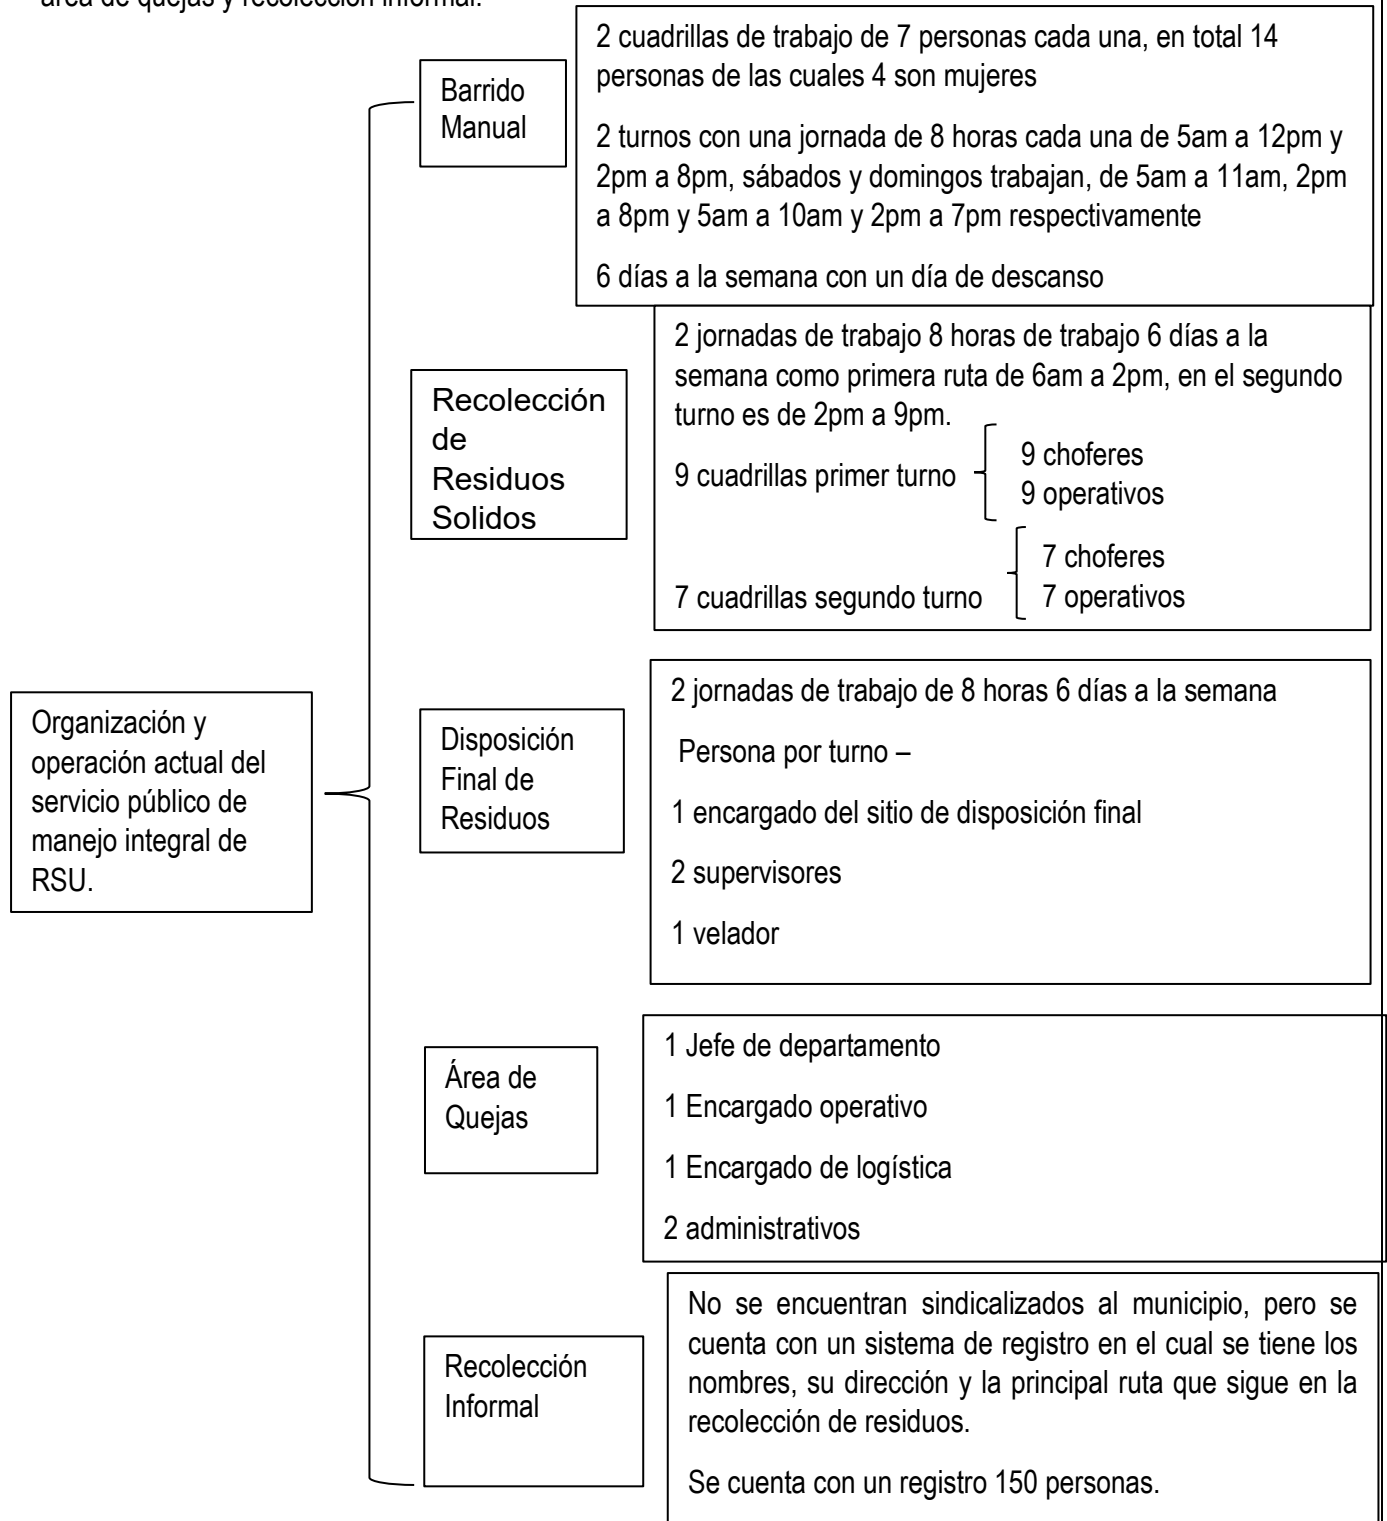 área de quejas y recolección informal.
Barrido
Manual
2 cuadrillas de trabajo de 7 personas cada una, en total 14
personas de las cuales 4 son mujeres
2 turnos con una jornada de 8 horas cada una de 5am a 12pm y
2pm a 8pm, sábados y domingos trabajan, de 5am a 11am, 2pm
a 8pm y 5am a 10am y 2pm a 7pm respectivamente
6 días a la semana con un día de descanso
Recolección
de
Residuos
Solidos
2 jornadas de trabajo 8 horas de trabajo 6 días a la
semana como primera ruta de 6am a 2pm, en el segundo
turno es de 2pm a 9pm.
9 cuadrillas primer turno
9 choferes
9 operativos
7 cuadrillas segundo turno
7 choferes
7 operativos
Organización y
operación actual del
servicio público de
manejo integral de
RSU.
Disposición
Final de
Residuos
2 jornadas de trabajo de 8 horas 6 días a la semana
Persona por turno –
1 encargado del sitio de disposición final
2 supervisores
1 velador
Área de
Quejas
1 Jefe de departamento
1 Encargado operativo
1 Encargado de logística
2 administrativos
Recolección
Informal
No se encuentran sindicalizados al municipio, pero se
cuenta con un sistema de registro en el cual se tiene los
nombres, su dirección y la principal ruta que sigue en la
recolección de residuos.
Se cuenta con un registro 150 personas.